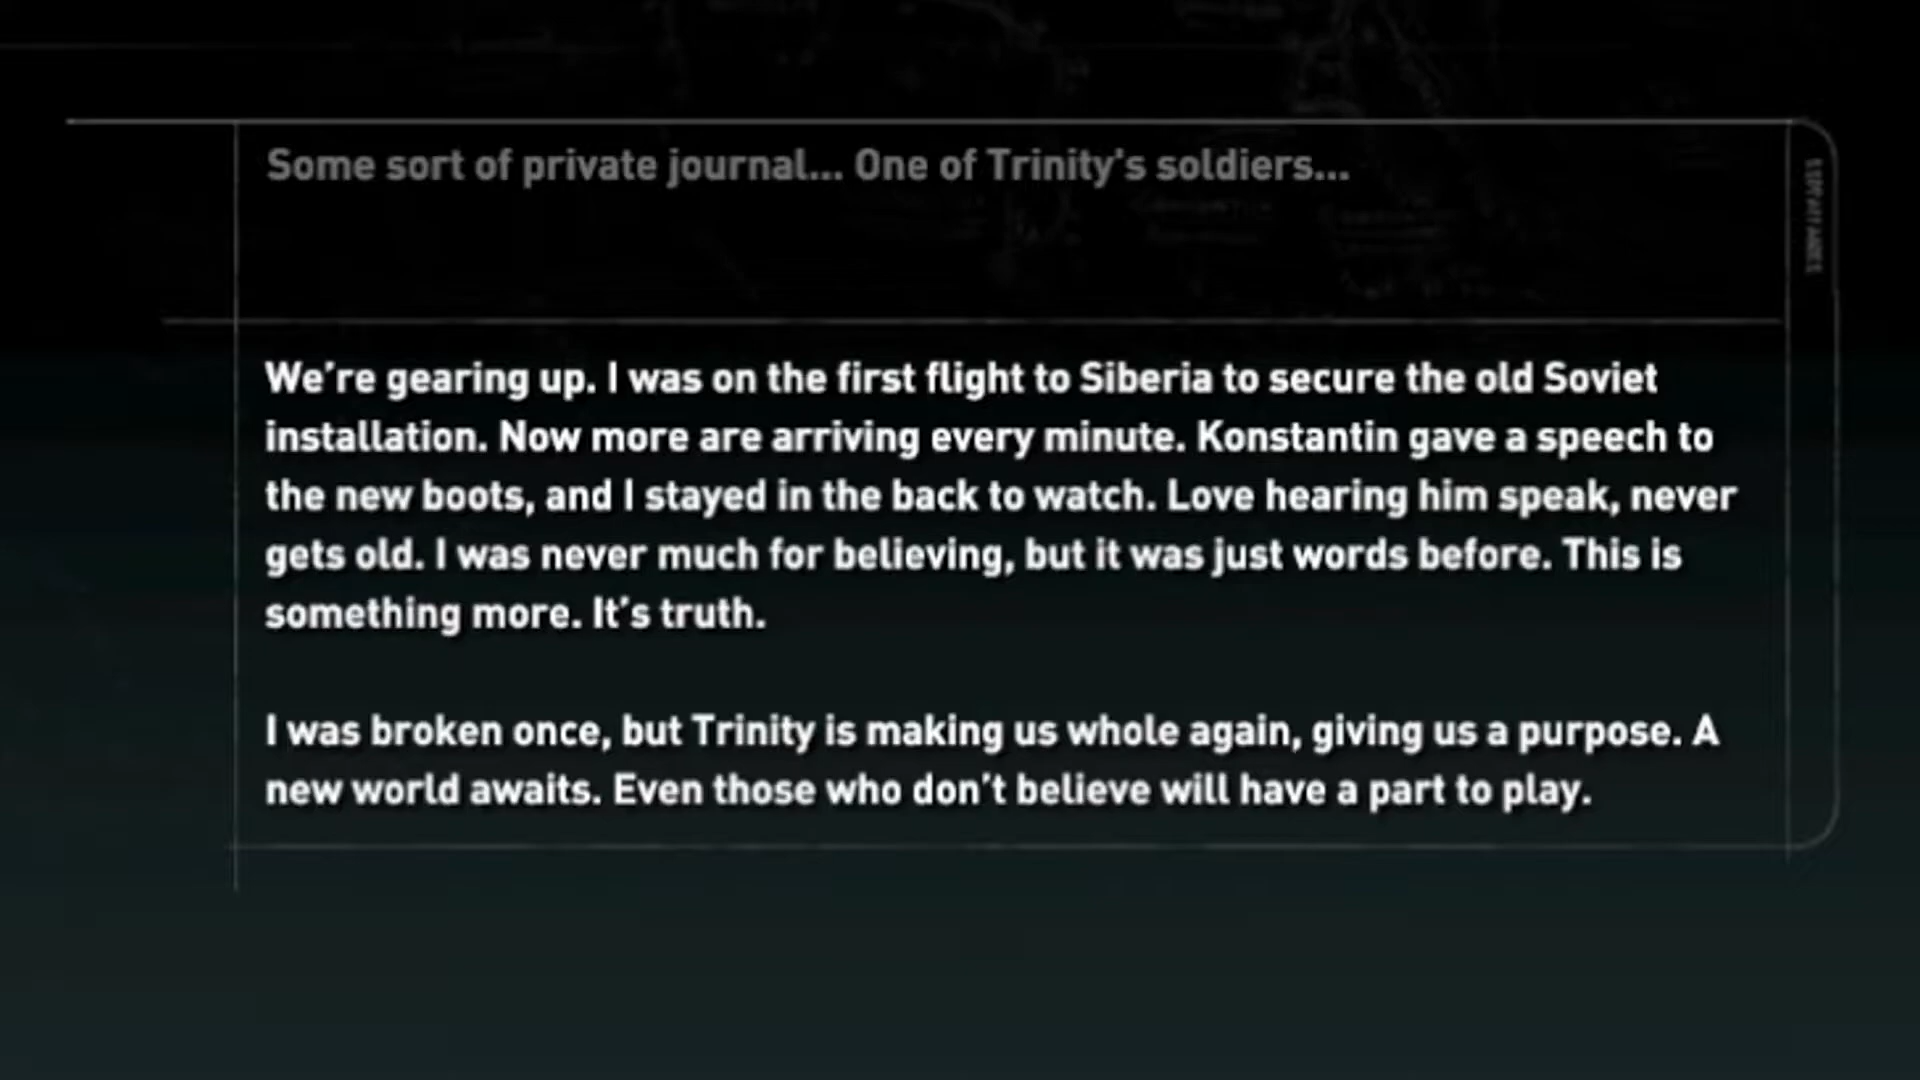 Some sort of private journal... One of Trinity's soldiers...
We're gearing up. I was on the first flight to Siberia to secure the old Soviet
installation. Now more are arriving every minute. Konstantin gave a speech to
the new boots, and I stayed in the back to watch. Love hearing him speak, never
gets old. I was never much for believing, but it was just words before. This is
something more. It's truth.
I was broken once, but Trinity is making us whole again, giving us a purpose. A
new world awaits. Even those who don't believe will have a part to play.